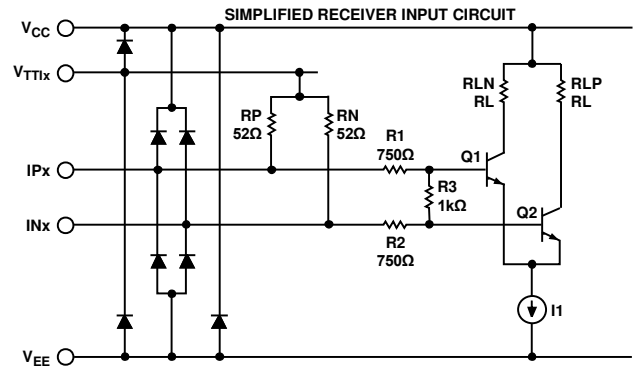 SIMPLIFIED RECEIVER INPUT CIRCUIT
VCC
VTTIx
RP
52Ω
RN
52Ω
RLN
RL
RLP
RL
R1
750Ω
Q1
IPx
R3
1kΩ
Q2
INx
R2
750Ω
I1
VEE